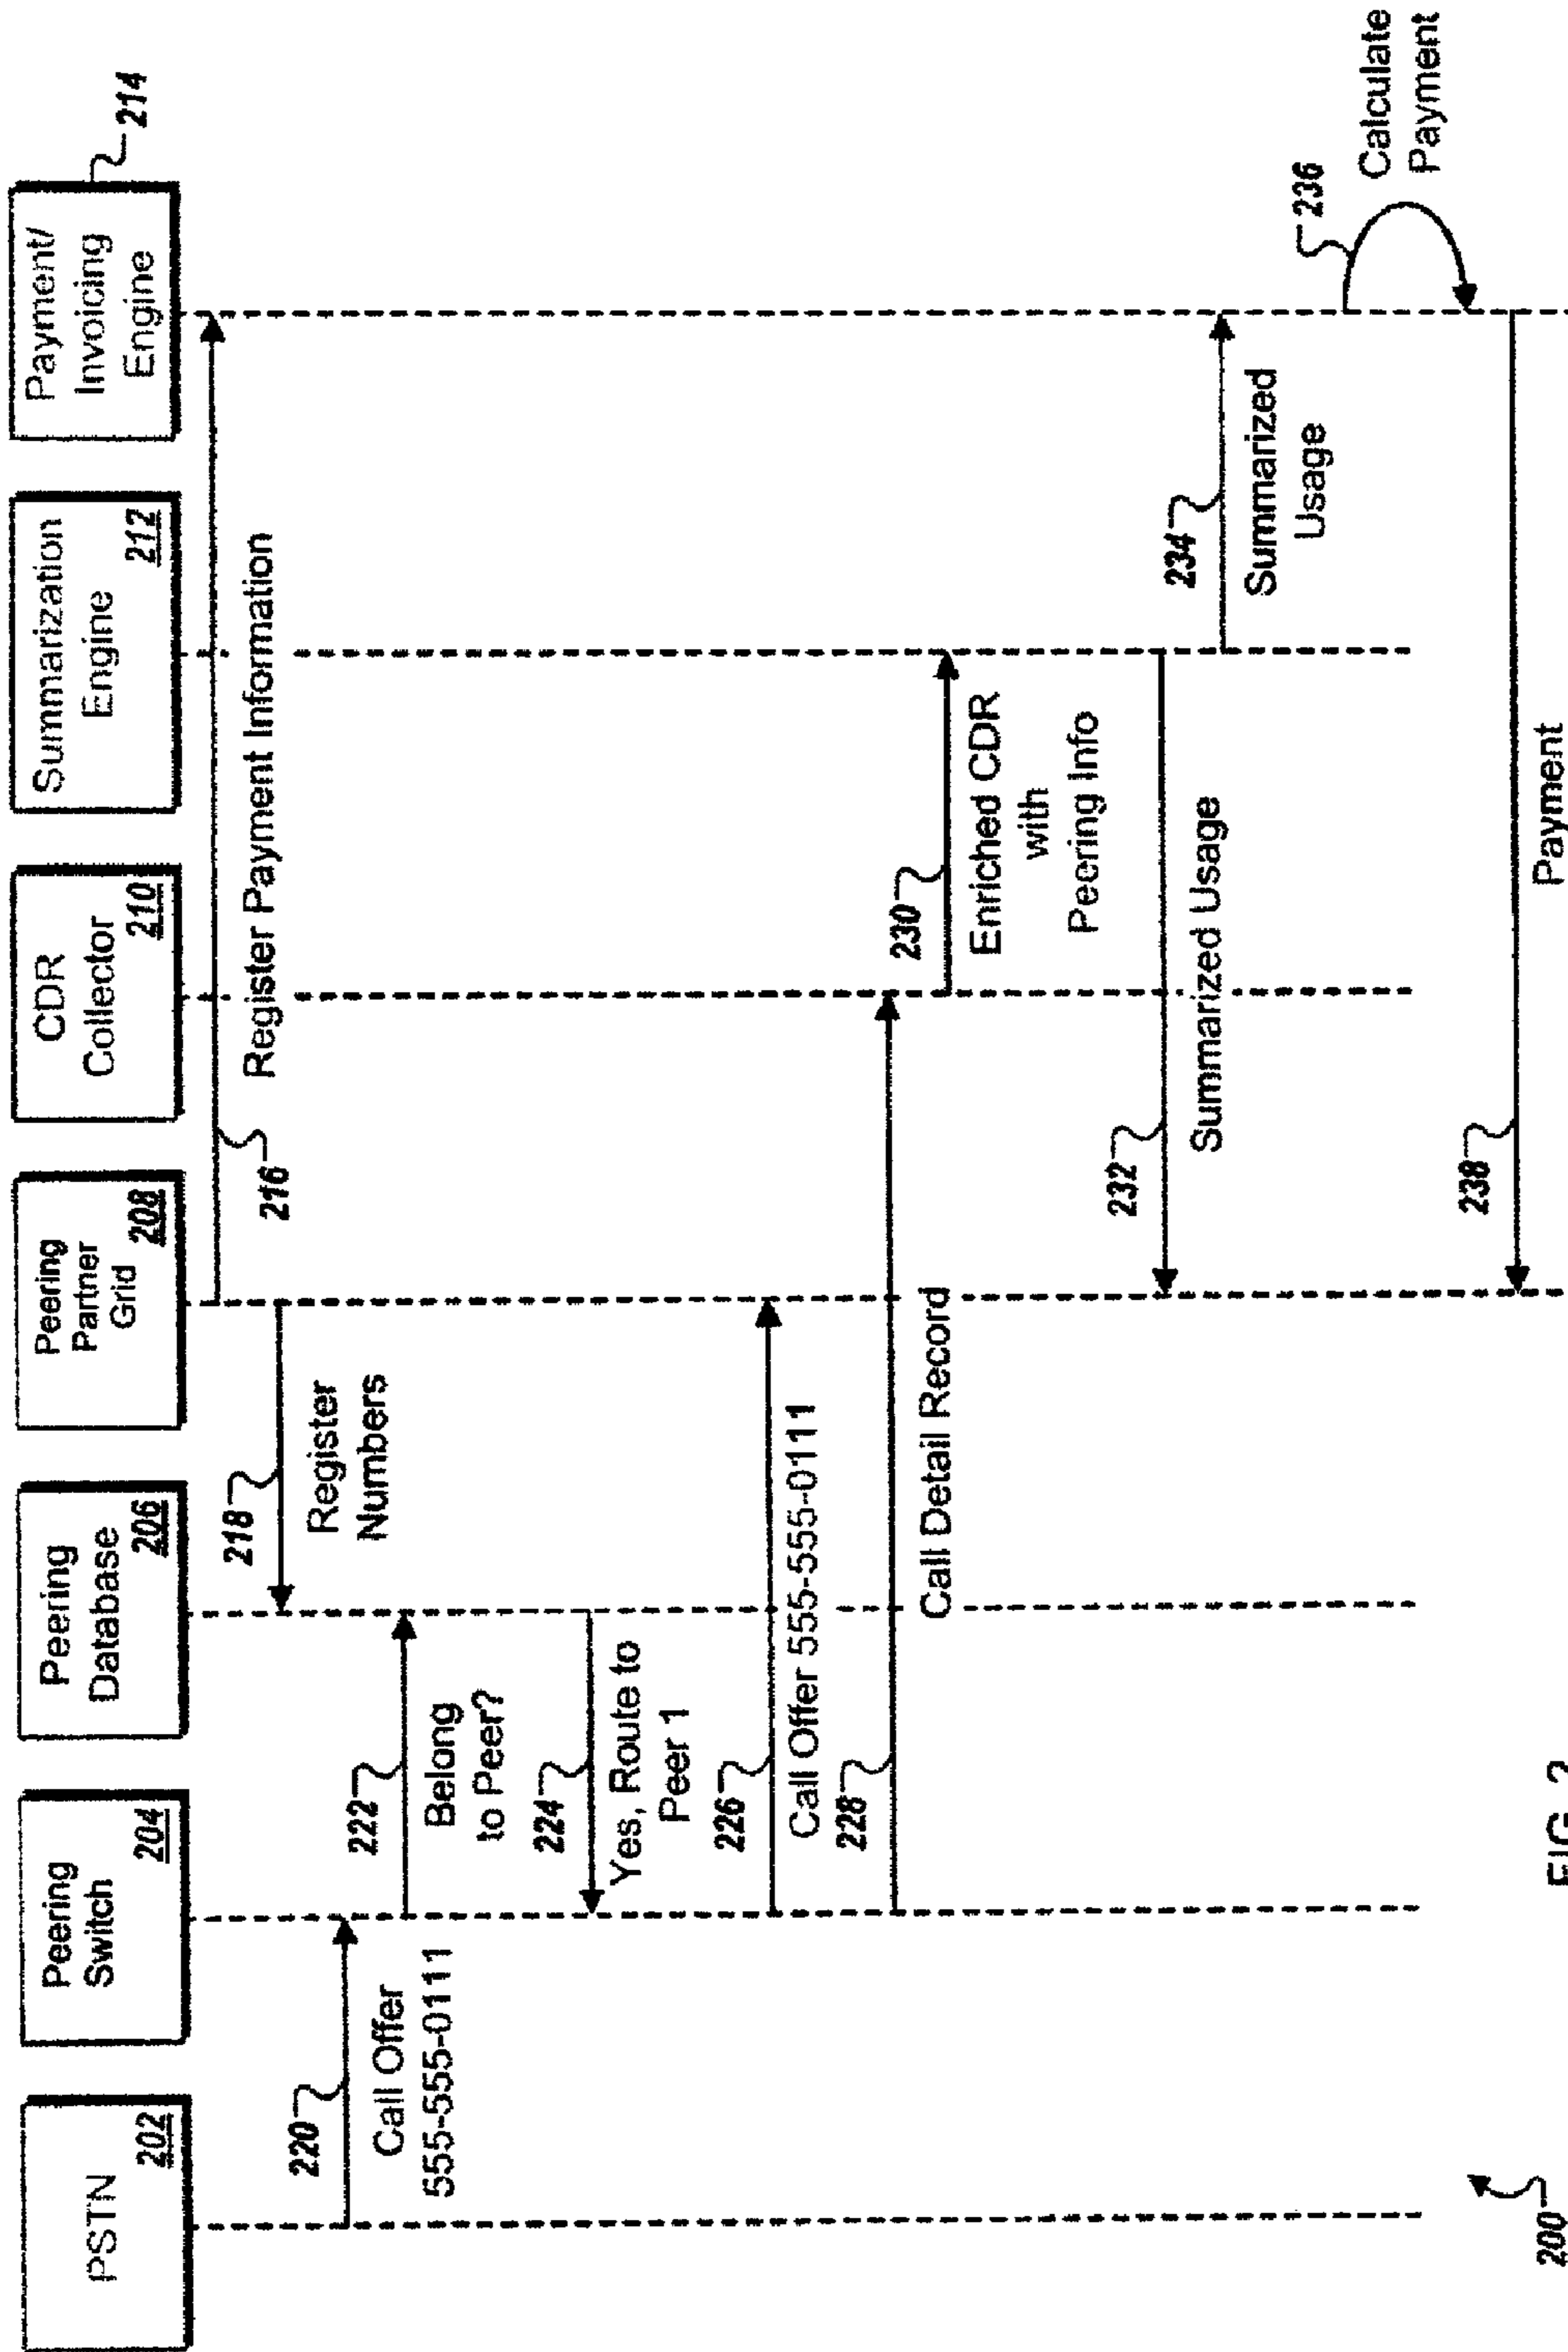 PSTN
202
Peering
Switch
204
Peering
Database
206
Peering
Partner
Grid
208
CDR
Collector
210
Summarization
Engine
212
Payment/
Invoicing
Engine
214
216
Register Payment Information
218
Register
Numbers
220
Call Offer
555-555-0111
222
Belong
to Peer?
224
Yes, Route to
Peer 1
226
Call Offer 555-555-0111
228
Call Detail Record
230
Enriched CDR
with
Peering Info
232
Summarized Usage
234
Summarized
Usage
236
Calculate
Payment
238
Payment
200